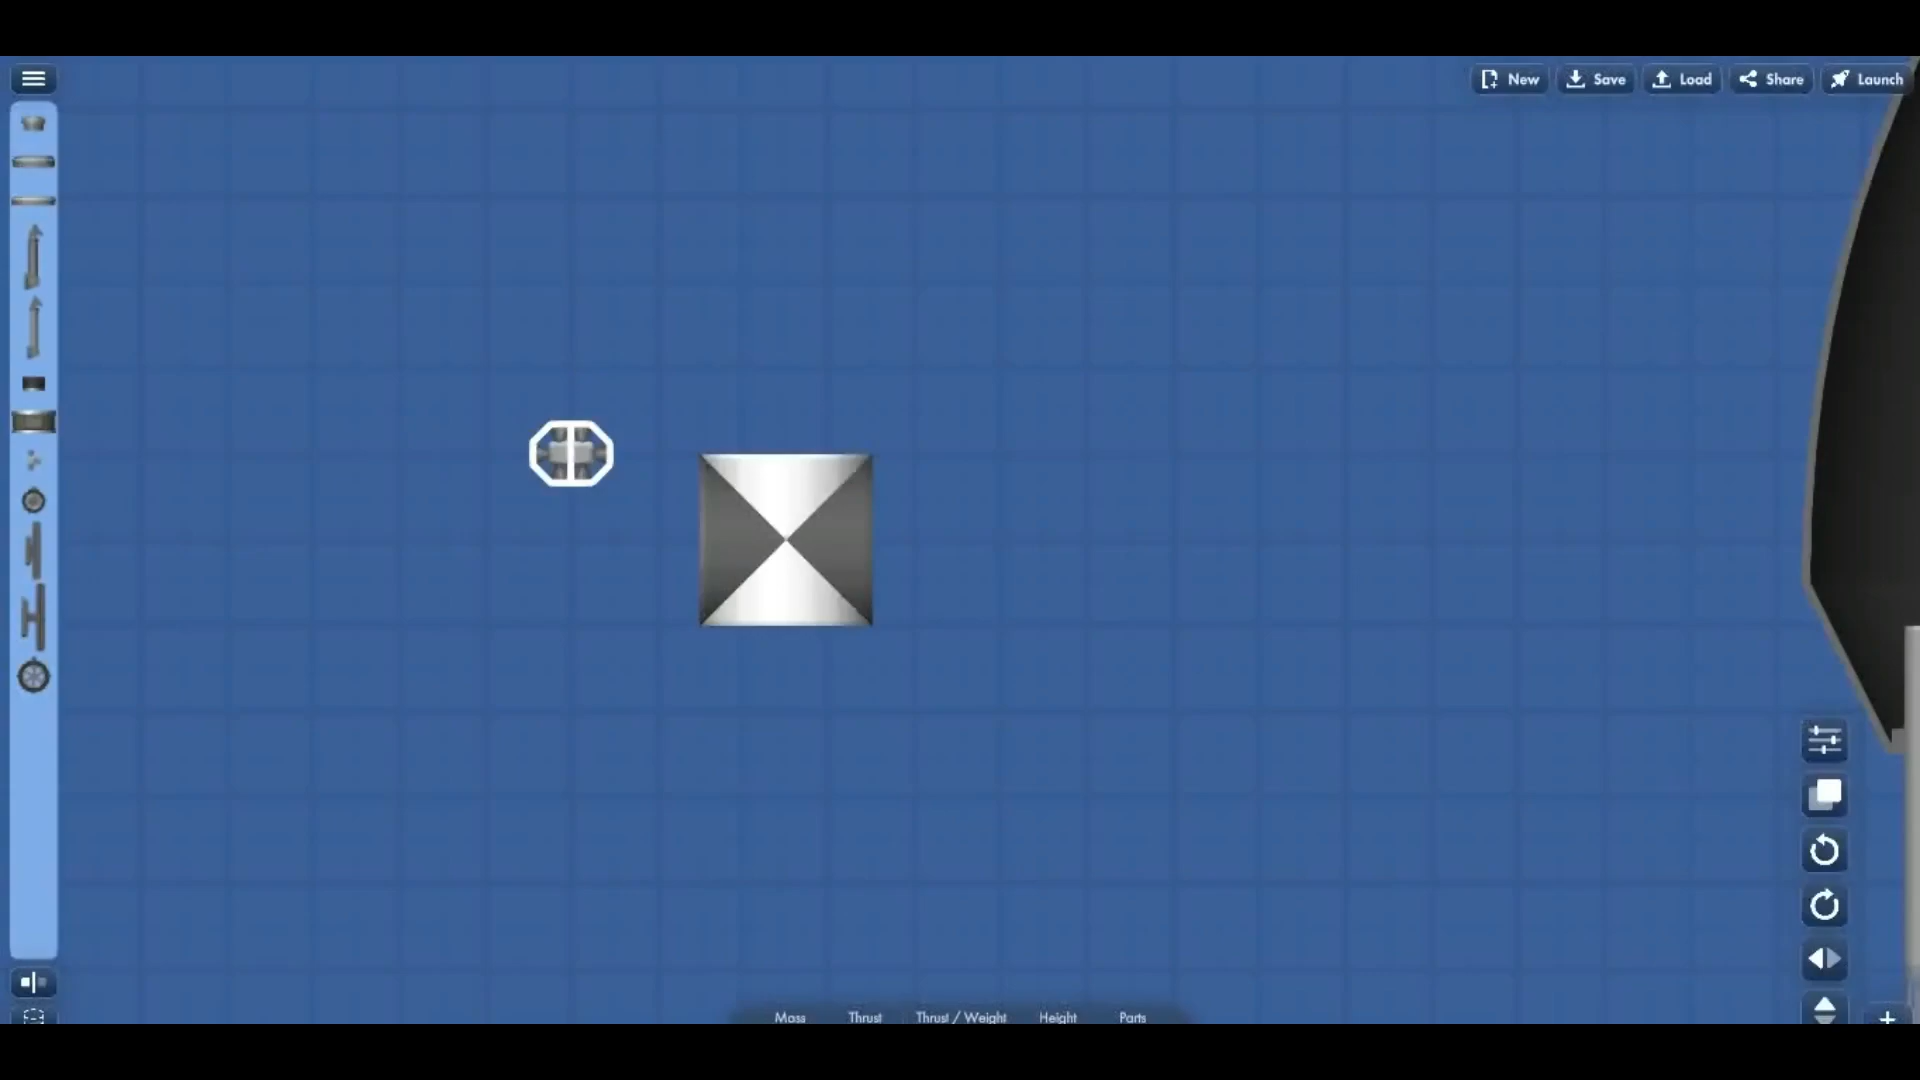 New
Save
Load
Share
Launch
Mass
Thrust
Thrust / Weight
Height
Parts